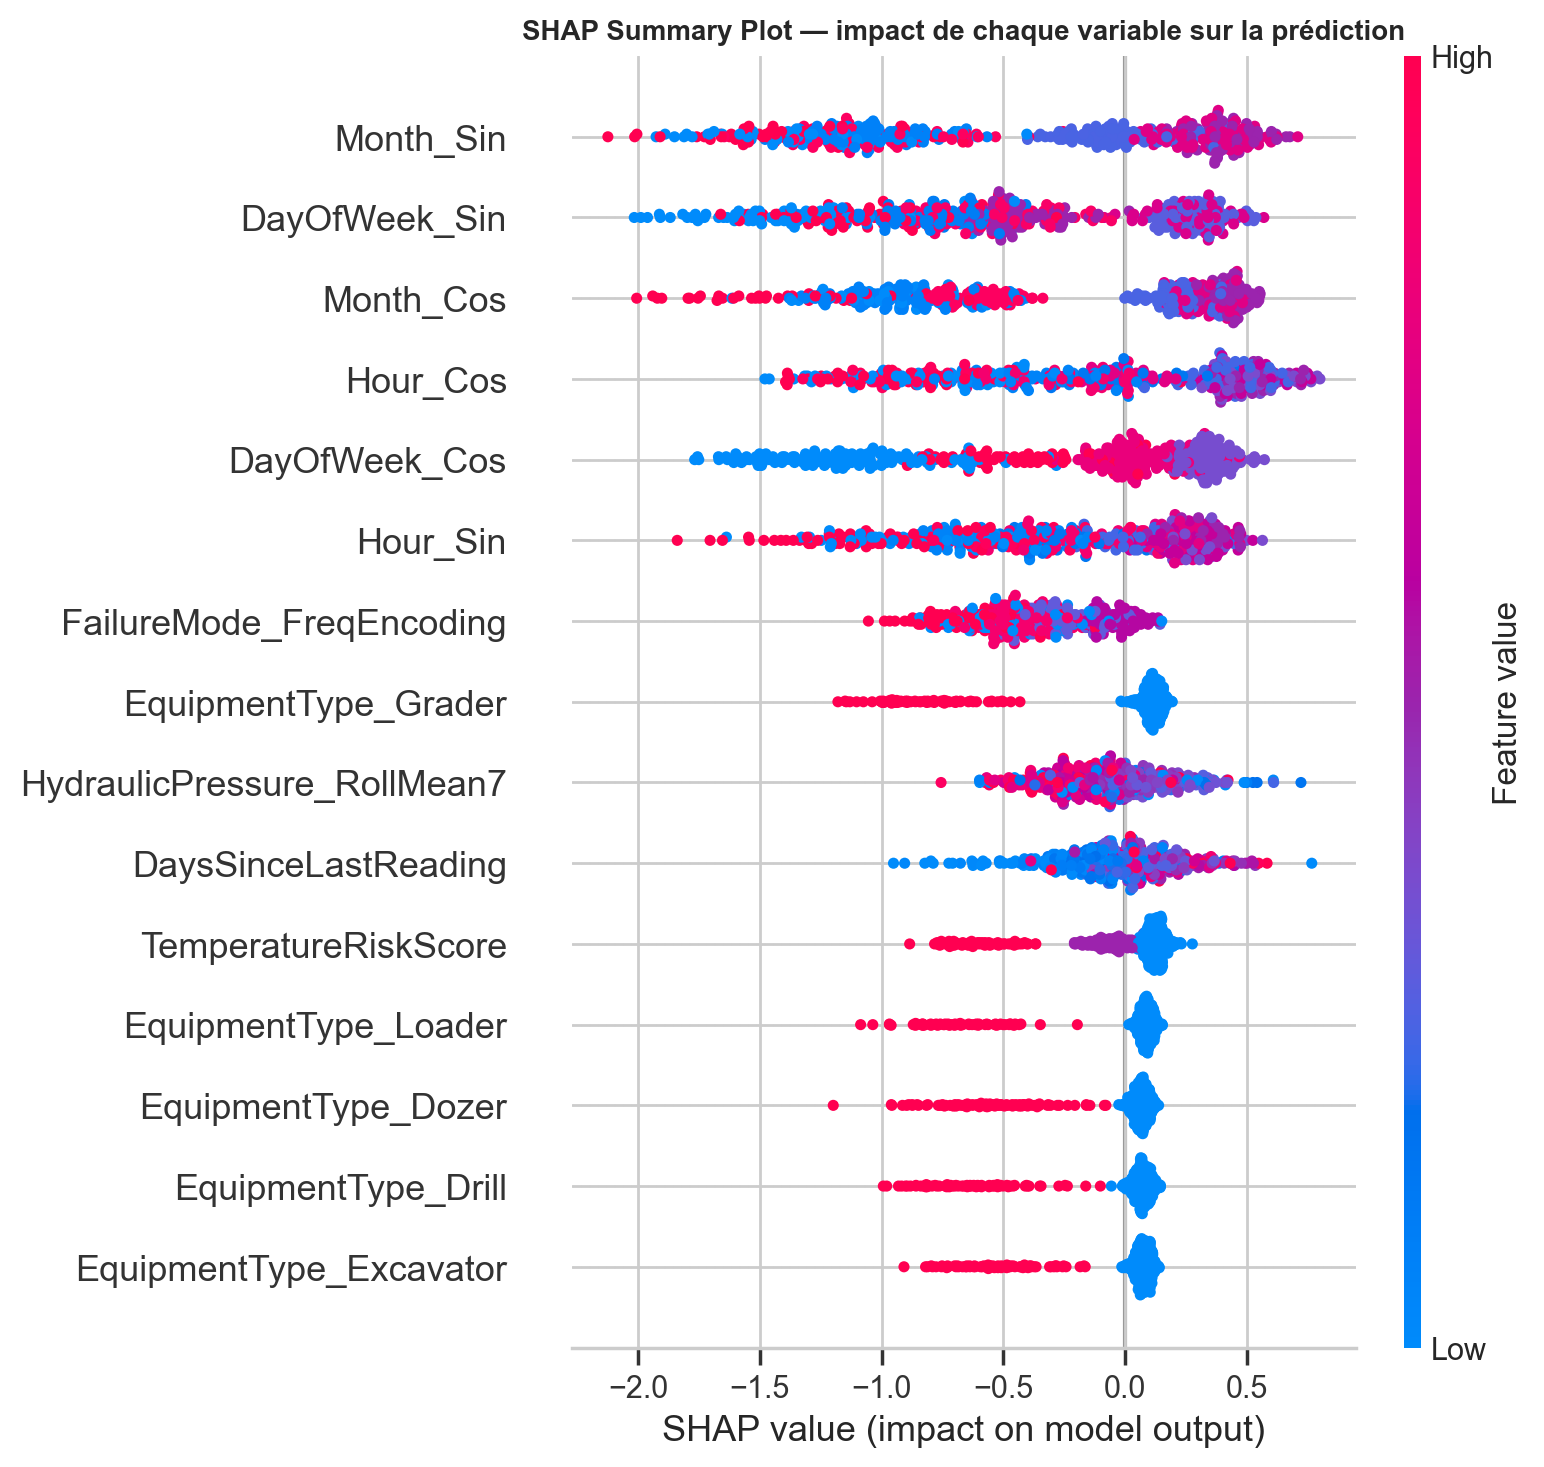 SHAP Summary Plot — impact de chaque variable sur la prédiction
High
Month_Sin
DayOfWeek_Sin
Month_Cos
Hour_Cos
DayOfWeek_Cos
Hour_Sin
FailureMode_FreqEncoding
EquipmentType_Grader
HydraulicPressure_RollMean7
DaysSinceLastReading
TemperatureRiskScore
EquipmentType_Loader
EquipmentType_Dozer
EquipmentType_Drill
EquipmentType_Excavator
Feature value
Low
−2.0 −1.5 −1.0 −0.5 0.0 0.5
SHAP value (impact on model output)